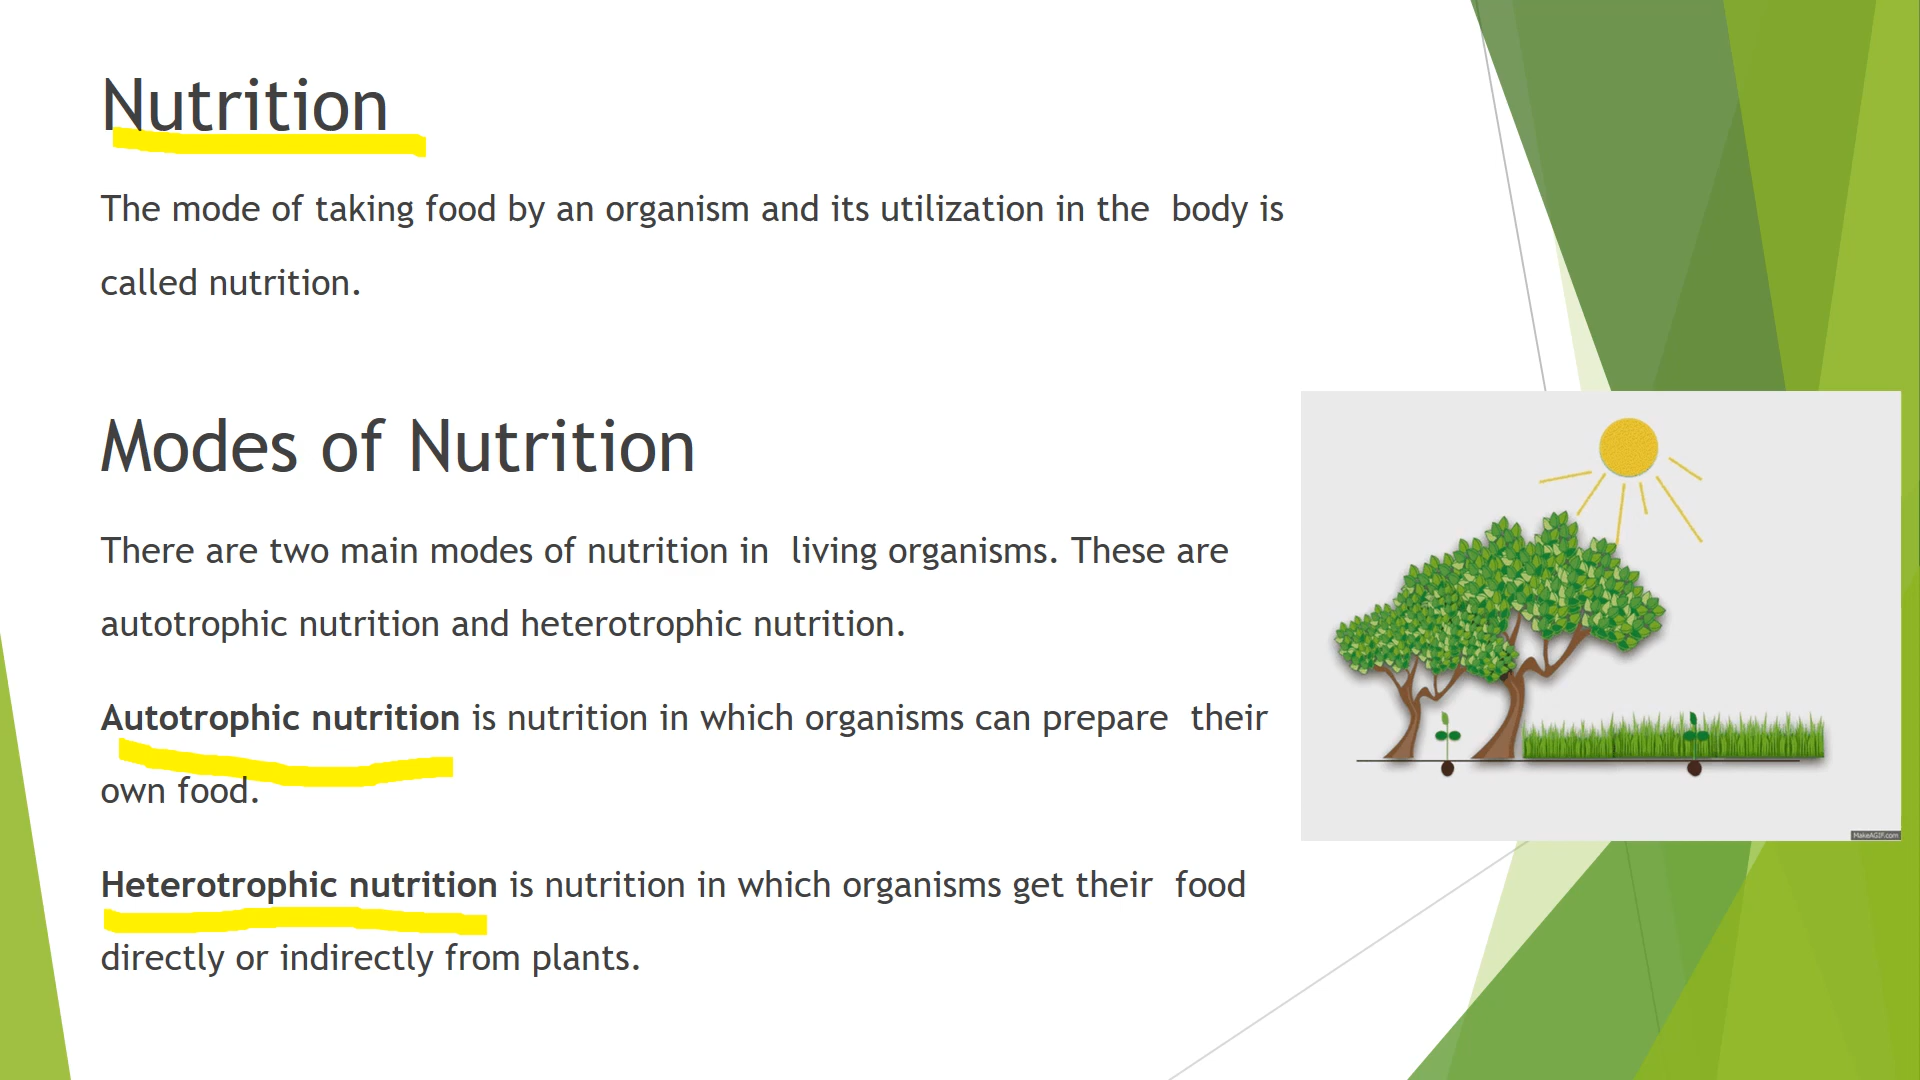 Nutrition
The mode of taking food by an organism and its utilization in the body is
called nutrition.
Modes of Nutrition
There are two main modes of nutrition in living organisms. These are
autotrophic nutrition and heterotrophic nutrition.
Autotrophic nutrition is nutrition in which organisms can prepare their
own food.
Heterotrophic nutrition is nutrition in which organisms get their food
directly or indirectly from plants.
MakeAGIF.com